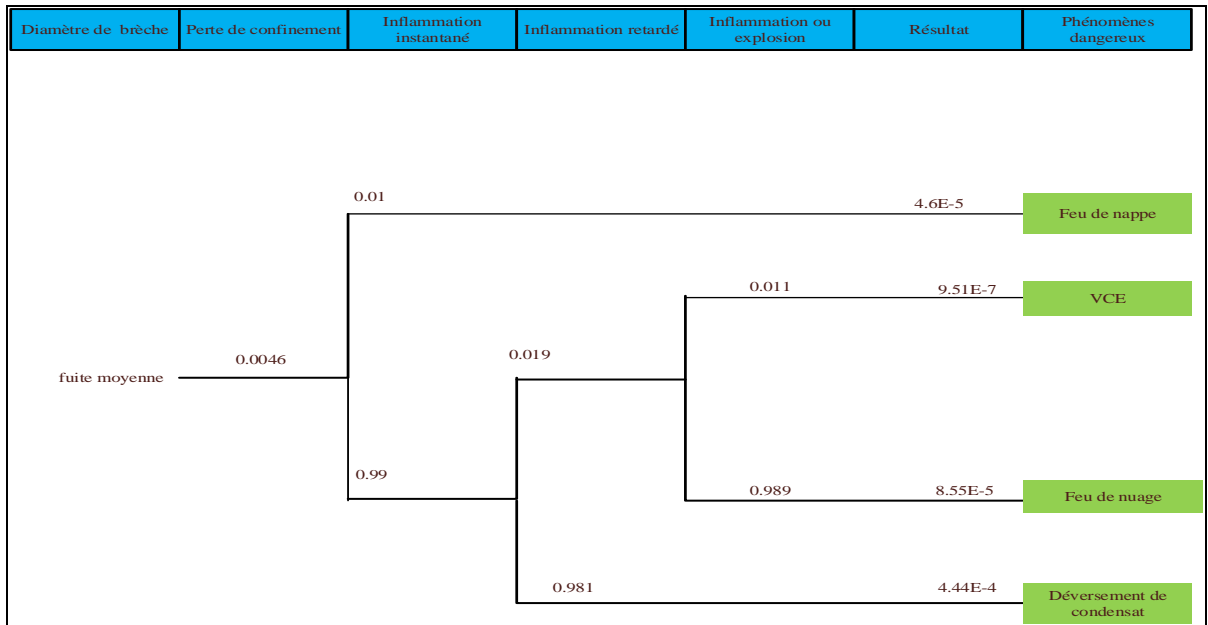 Diamètre de brèche
Perte de confinement
Inflammation
instantané
Inflammation retardé
Inflammation ou
explosion
Résultat
Phénomènes
dangereux
0.01
4.6E-5
Feu de nappe
0.011
9.51E-7
VCE
0.0046
0.019
fuite moyenne
0.99
0.989
8.55E-5
Feu de nuage
0.981
4.44E-4
Déversement de
condensat